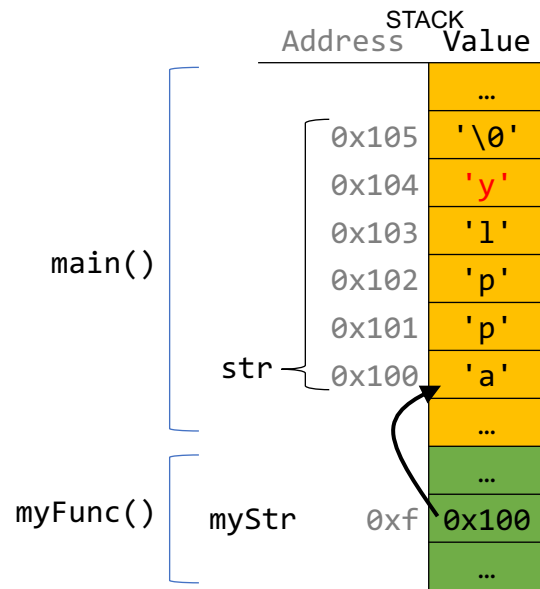 STACK
Address Value
…
0x105 '\0'
0x104 'y'
0x103 'l'
main()
0x102 'p'
0x101 'p'
str 0x100 'a'
…
…
myFunc() myStr 0xf 0x100
…